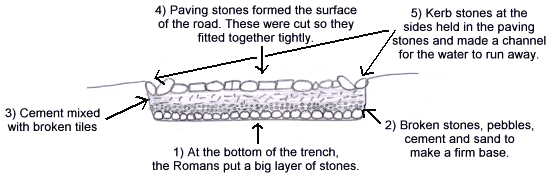 4) Paving stones formed the surface
of the road. These were cut so they
fitted together tightly.
5) Kerb stones at the
sides held in the paving
stones and made a channel
for the water to run away.
3) Cement mixed
with broken tiles
2) Broken stones, pebbles,
cement and sand to
make a firm base.
1) At the bottom of the trench,
the Romans put a big layer of stones.